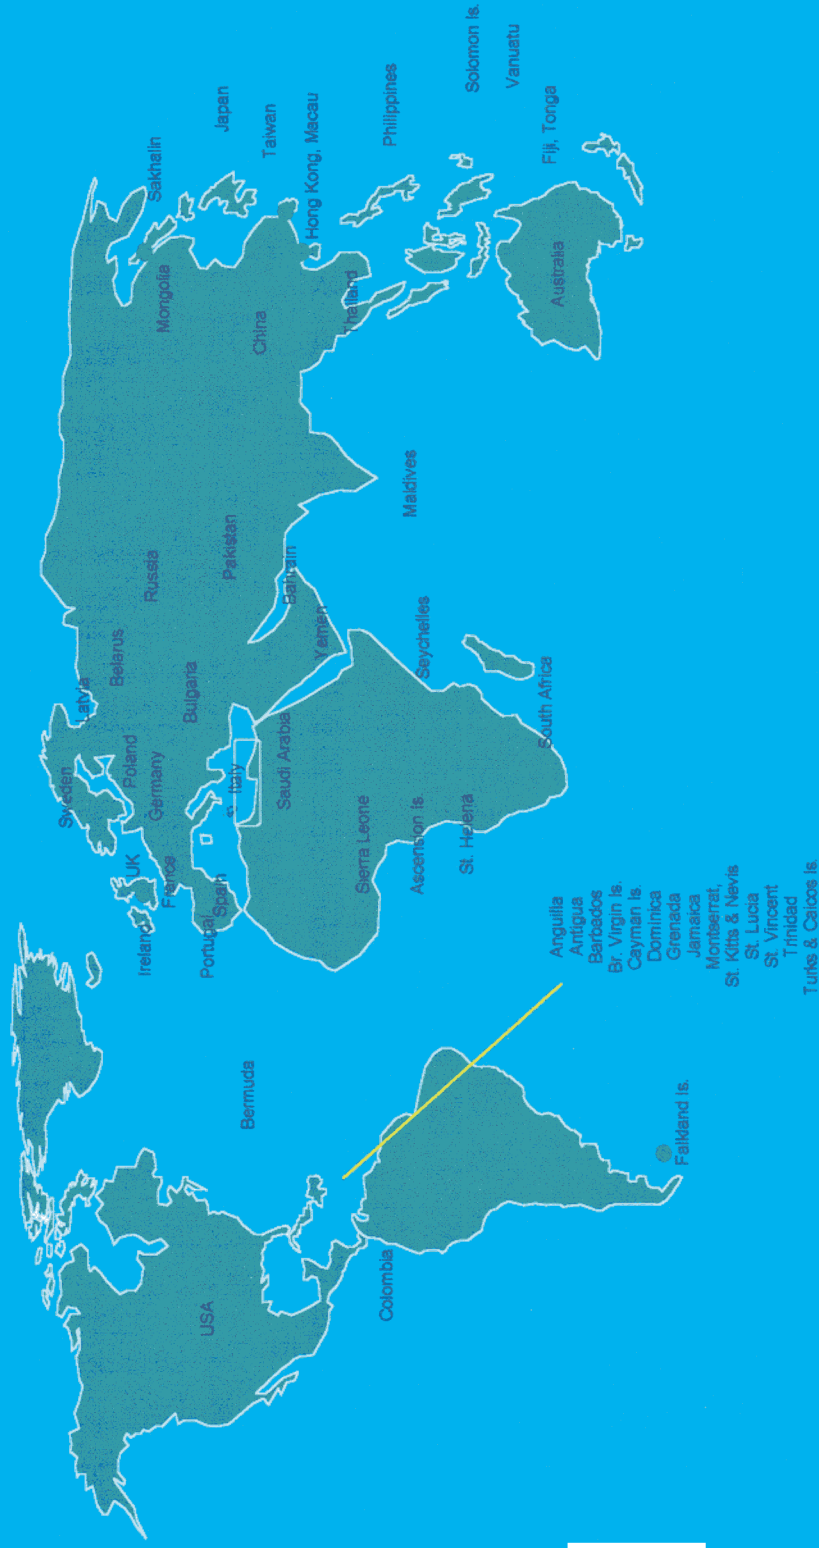 USA
Bermuda
Colombia
Falkland Is.
Anguilla
Antigua
Barbados
Br. Virgin Is.
Cayman Is.
Dominica
Grenada
Jamaica
Montserrat,
St. Kitts & Nevis
St. Lucia
St. Vincent
Trinidad
Turks & Caicos Is.
Ireland
UK
Portugal
Spain
France
Sweden
Latvia
Poland
Belarus
Germany
Bulgaria
Italy
Russia
Saudi Arabia
Yemen
Bahrain
Pakistan
Sierra Leone
Ascension Is.
St. Helena
Seychelles
South Africa
Maldives
Mongolia
China
Thailand
Sakhalin
Japan
Taiwan
Hong Kong, Macau
Philippines
Solomon Is.
Vanuatu
Fiji, Tonga
Australia